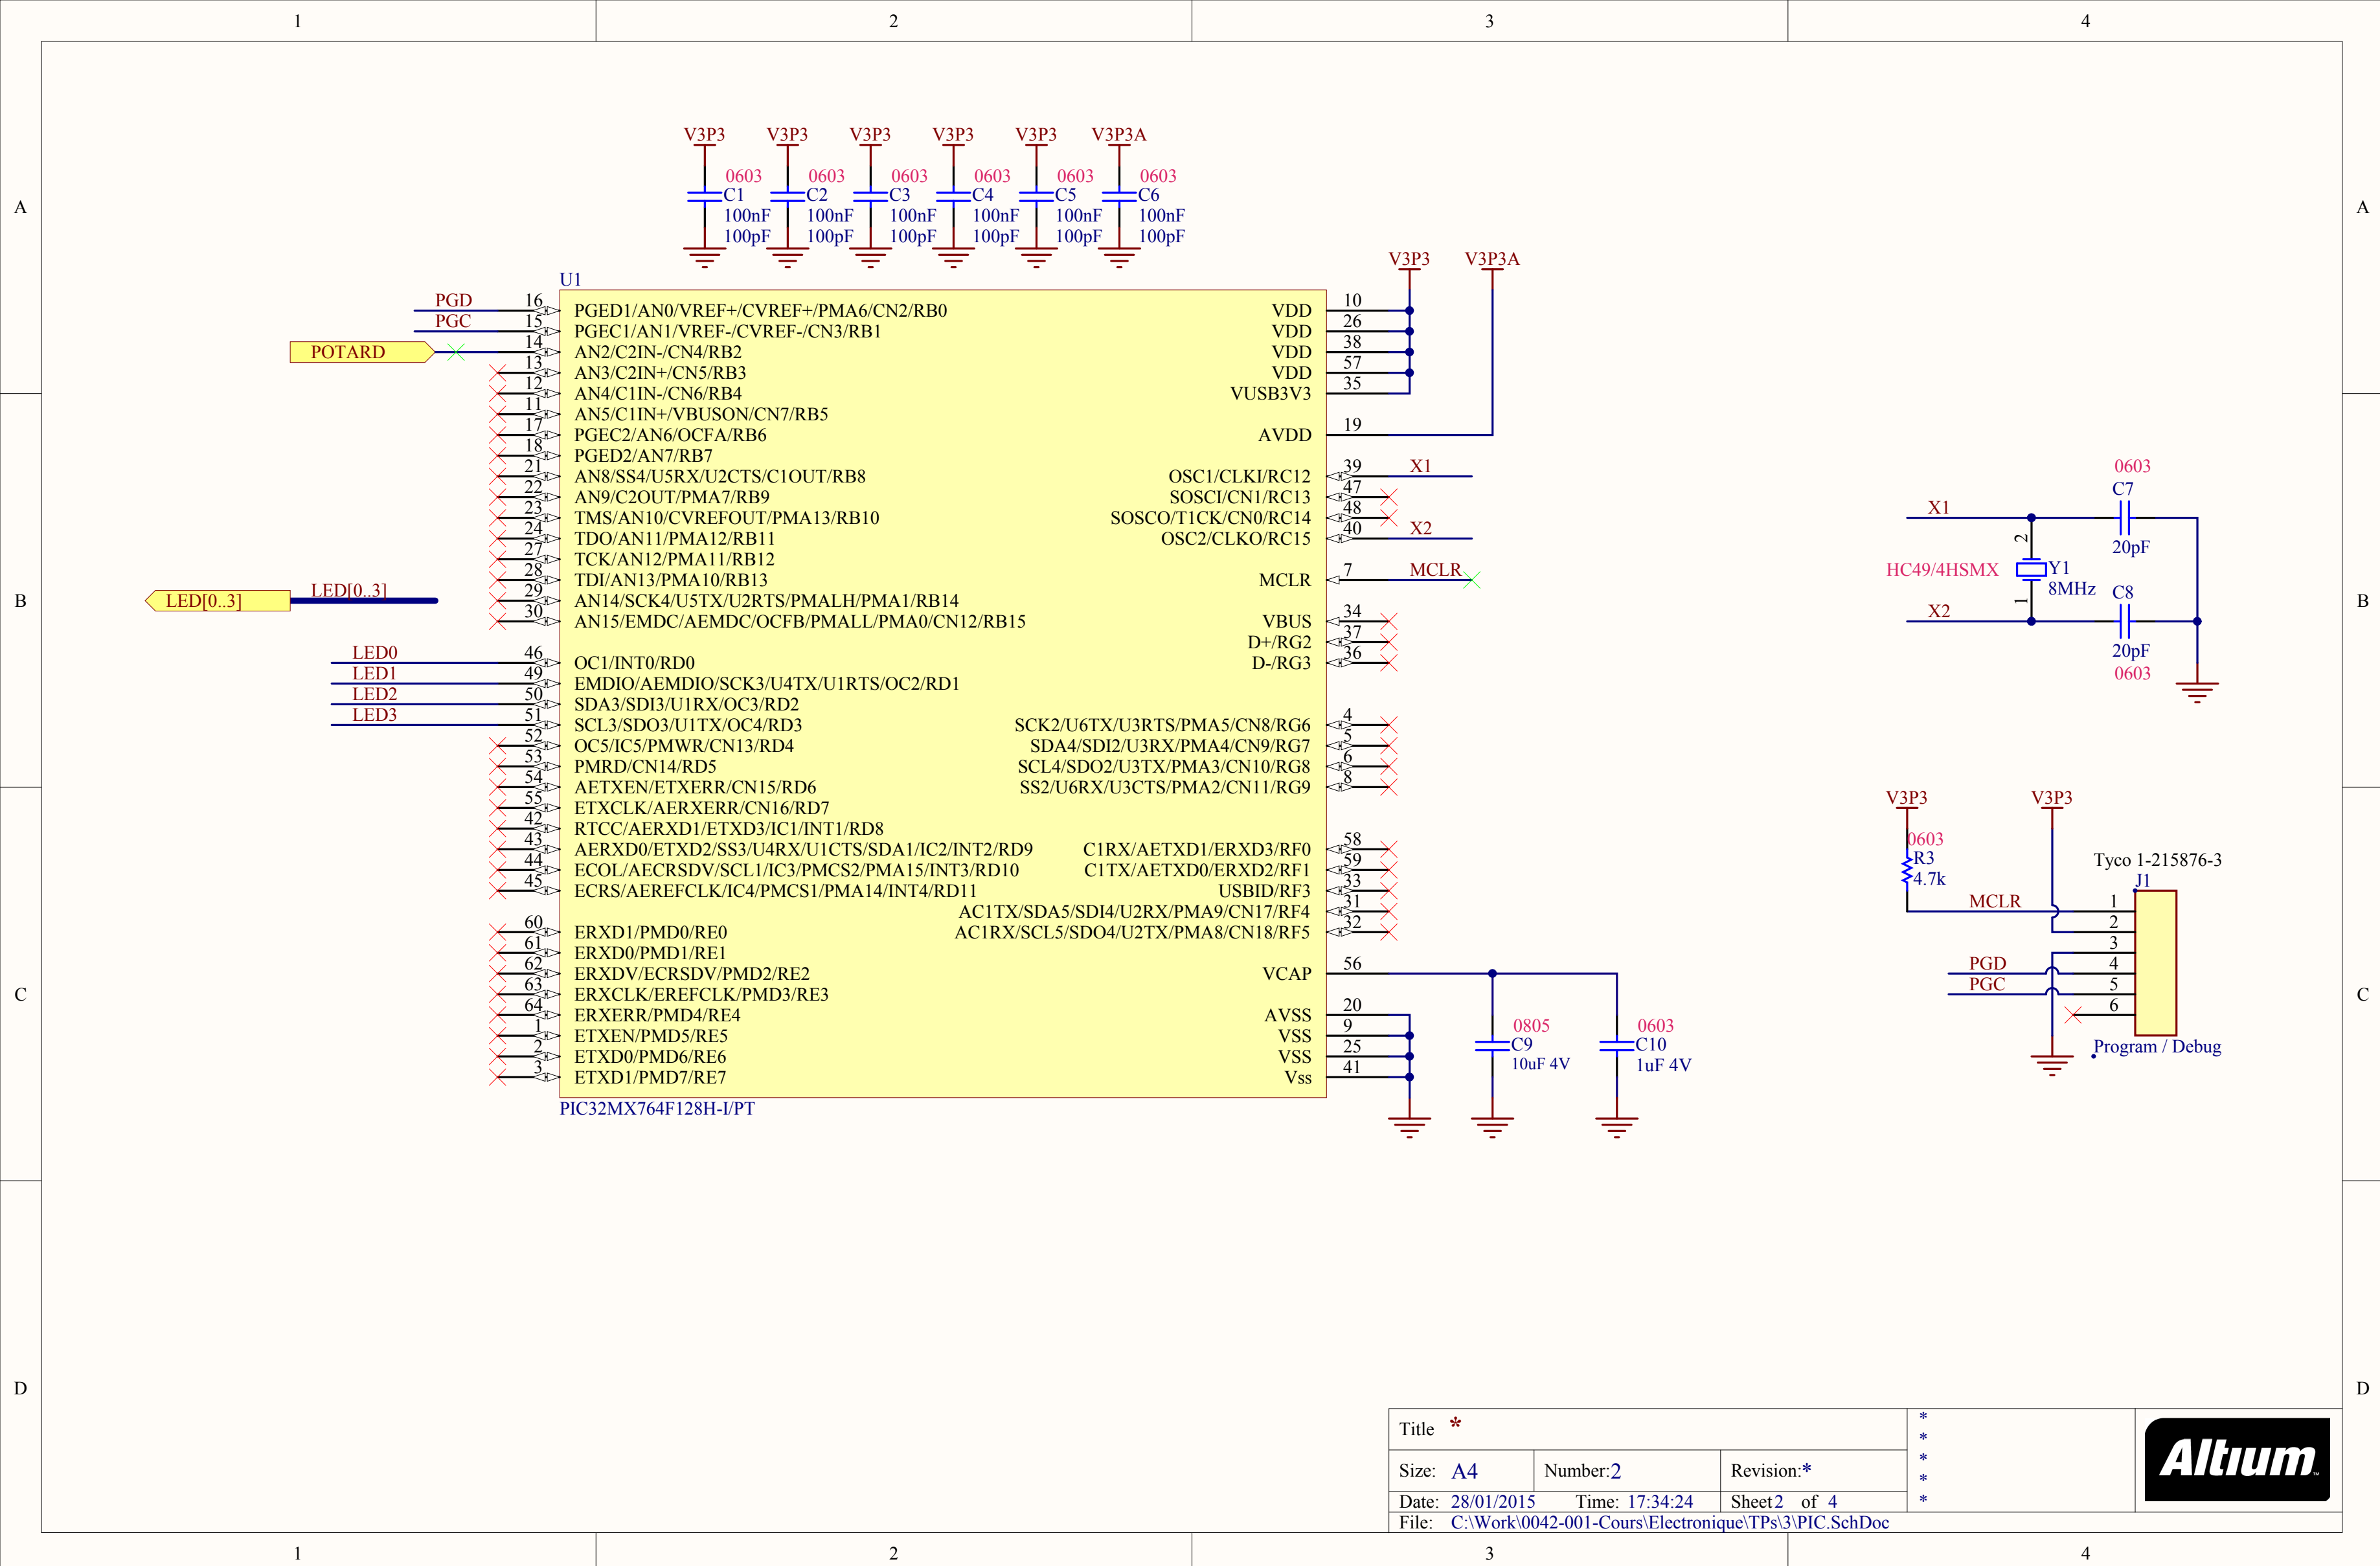 1 2 3 4
A A
B B
C C
D D
1 2 3 4
V3P3 V3P3 V3P3 V3P3 V3P3 V3P3A
0603 0603 0603 0603 0603 0603
C1 C2 C3 C4 C5 C6
100nF 100nF 100nF 100nF 100nF 100nF
100pF 100pF 100pF 100pF 100pF 100pF
V3P3 V3P3A
U1
PGD 16 PGED1/AN0/VREF+/CVREF+/PMA6/CN2/RB0
PGC 15 PGEC1/AN1/VREF-/CVREF-/CN3/RB1
POTARD 14 AN2/C2IN-/CN4/RB2
13 AN3/C2IN+/CN5/RB3
12 AN4/C1IN-/CN6/RB4
11 AN5/C1IN+/VBUSON/CN7/RB5
17 PGEC2/AN6/OCFA/RB6
18 PGED2/AN7/RB7
21 AN8/SS4/U5RX/U2CTS/C1OUT/RB8
22 AN9/C2OUT/PMA7/RB9
23 TMS/AN10/CVREFOUT/PMA13/RB10
24 TDO/AN11/PMA12/RB11
27 TCK/AN12/PMA11/RB12
28 TDI/AN13/PMA10/RB13
29 AN14/SCK4/U5TX/U2RTS/PMALH/PMA1/RB14
30 AN15/EMDC/AEMDC/OCFB/PMALL/PMA0/CN12/RB15
LED[0..3] LED[0..3]
LED0 46 OC1/INT0/RD0
LED1 49 EMDIO/AEMDIO/SCK3/U4TX/U1RTS/OC2/RD1
LED2 50 SDA3/SDI3/U1RX/OC3/RD2
LED3 51 SCL3/SDO3/U1TX/OC4/RD3
52 OC5/IC5/PMWR/CN13/RD4
53 PMRD/CN14/RD5
54 AETXEN/ETXERR/CN15/RD6
55 ETXCLK/AERXERR/CN16/RD7
42 RTCC/AERXD1/ETXD3/IC1/INT1/RD8
43 AERXD0/ETXD2/SS3/U4RX/U1CTS/SDA1/IC2/INT2/RD9
44 ECOL/AECRSDV/SCL1/IC3/PMCS2/PMA15/INT3/RD10
45 ECRS/AEREFCLK/IC4/PMCS1/PMA14/INT4/RD11
60 ERXD1/PMD0/RE0
61 ERXD0/PMD1/RE1
62 ERXDV/ECRSDV/PMD2/RE2
63 ERXCLK/EREFCLK/PMD3/RE3
64 ERXERR/PMD4/RE4
1 ETXEN/PMD5/RE5
2 ETXD0/PMD6/RE6
3 ETXD1/PMD7/RE7
PIC32MX764F128H-I/PT
VDD 10
VDD 26
VDD 38
VDD 57
VUSB3V3 35
AVDD 19
OSC1/CLKI/RC12 39 X1
SOSCI/CN1/RC13 47
SOSCO/T1CK/CN0/RC14 48
OSC2/CLKO/RC15 40 X2
MCLR 7 MCLR
VBUS 34
D+/RG2 37
D-/RG3 36
SCK2/U6TX/U3RTS/PMA5/CN8/RG6 4
SDA4/SDI2/U3RX/PMA4/CN9/RG7 5
SCL4/SDO2/U3TX/PMA3/CN10/RG8 6
SS2/U6RX/U3CTS/PMA2/CN11/RG9 8
C1RX/AETXD1/ERXD3/RF0 58
C1TX/AETXD0/ERXD2/RF1 59
USBID/RF3 33
AC1TX/SDA5/SDI4/U2RX/PMA9/CN17/RF4 31
AC1RX/SCL5/SDO4/U2TX/PMA8/CN18/RF5 32
VCAP 56
AVSS 20
VSS 9
VSS 25
Vss 41
0805 0603
C9 C10
10uF 4V 1uF 4V
0603
C7
X1
20pF
2
HC49/4HSMX Y1
8MHz
1
C8
X2
20pF
0603
V3P3 V3P3
0603
R3
4.7k
Tyco 1-215876-3
J1
MCLR 1
2
3
PGD 4
PGC 5
6
Program / Debug
Title *
Size: A4 Number:2 Revision:*
Date: 28/01/2015 Time: 17:34:24 Sheet2 of 4
File: C:\Work\0042-001-Cours\Electronique\TPs\3\PIC.SchDoc
*
*
*
*
*
Altium